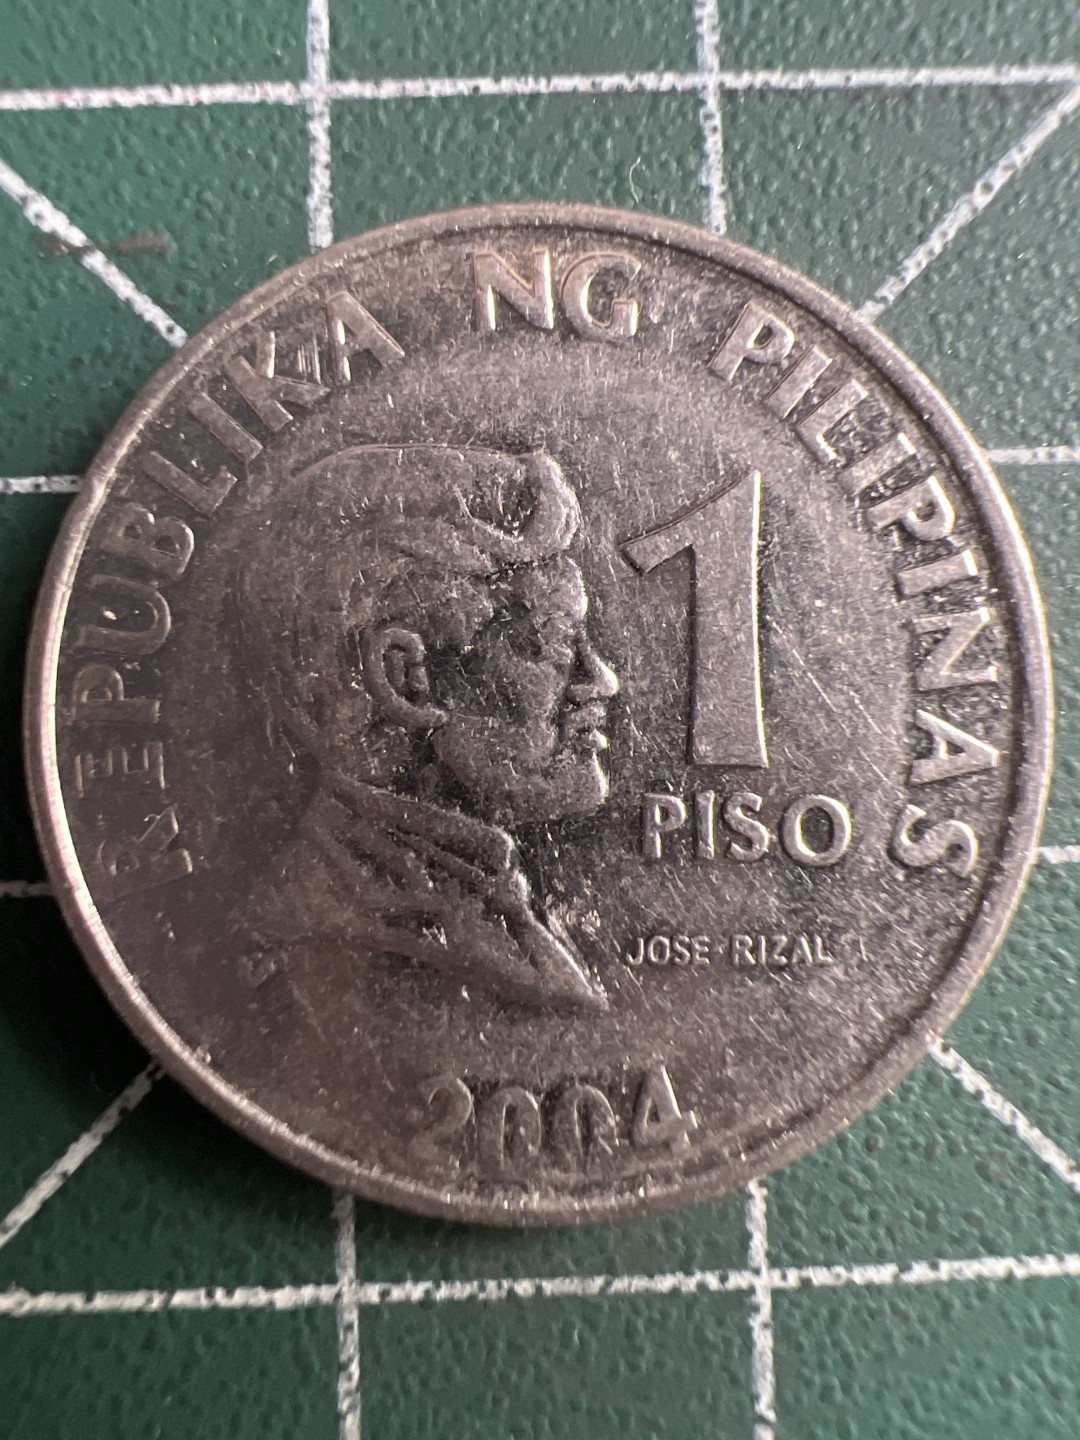 REPUBLIKA NG PILIPINAS
1
PISO
JOSE RIZAL
2004